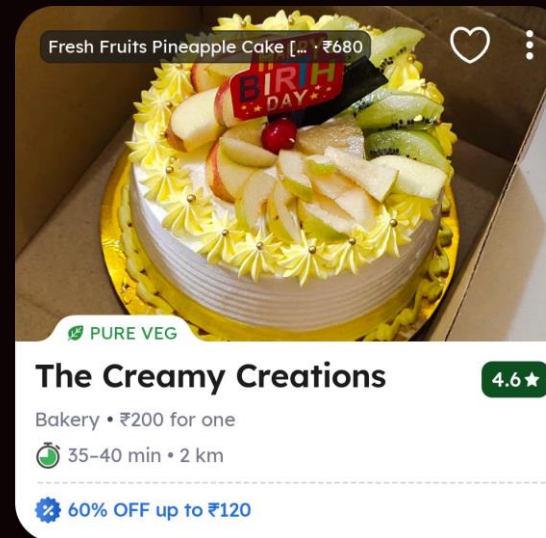 Fresh Fruits Pineapple Cake [... · ₹680
BIRTH
DAY
PURE VEG
The Creamy Creations
4.6★
Bakery • ₹200 for one
35–40 min • 2 km
60% OFF up to ₹120